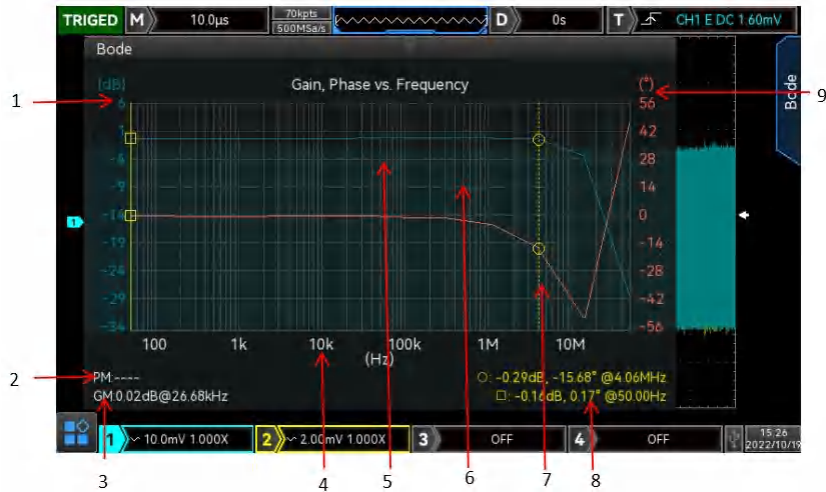 TRIGED M 10.0µs 70kpts 500MSa/s D 0s T CH1 E DC 1.60mV
Bode
Bode
(dB) Gain, Phase vs. Frequency (°)
1
9
6 56
1 42
-4 28
-9 14
-14 0
1
-19 -14
-24 -28
-29 -42
-34 -56
100 1k 10k 100k 1M 10M
(Hz)
2
PM:---- ○: -0.29dB, -15.68° @4.06MHz
GM:0.02dB@26.68kHz □: -0.16dB, 0.17° @50.00Hz
1 10.0mV 1.000X 2 2.00mV 1.000X 3 OFF 4 OFF 15:26
2022/10/19
3 4 5 6 7 8